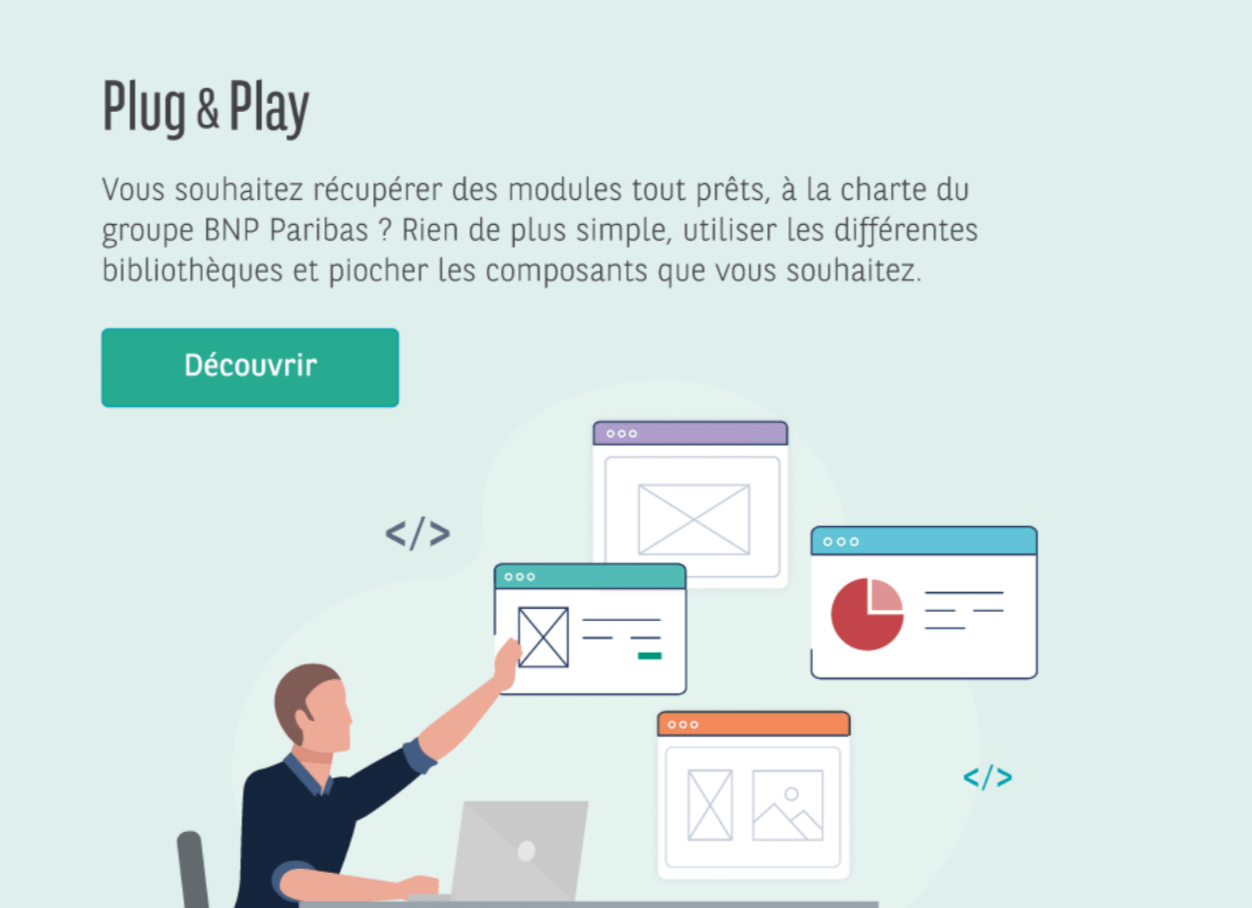 Plug & Play
Vous souhaitez récupérer des modules tout prêts, à la charte du
groupe BNP Paribas ? Rien de plus simple, utiliser les différentes
bibliothèques et piocher les composants que vous souhaitez.
Découvrir
</>
</>